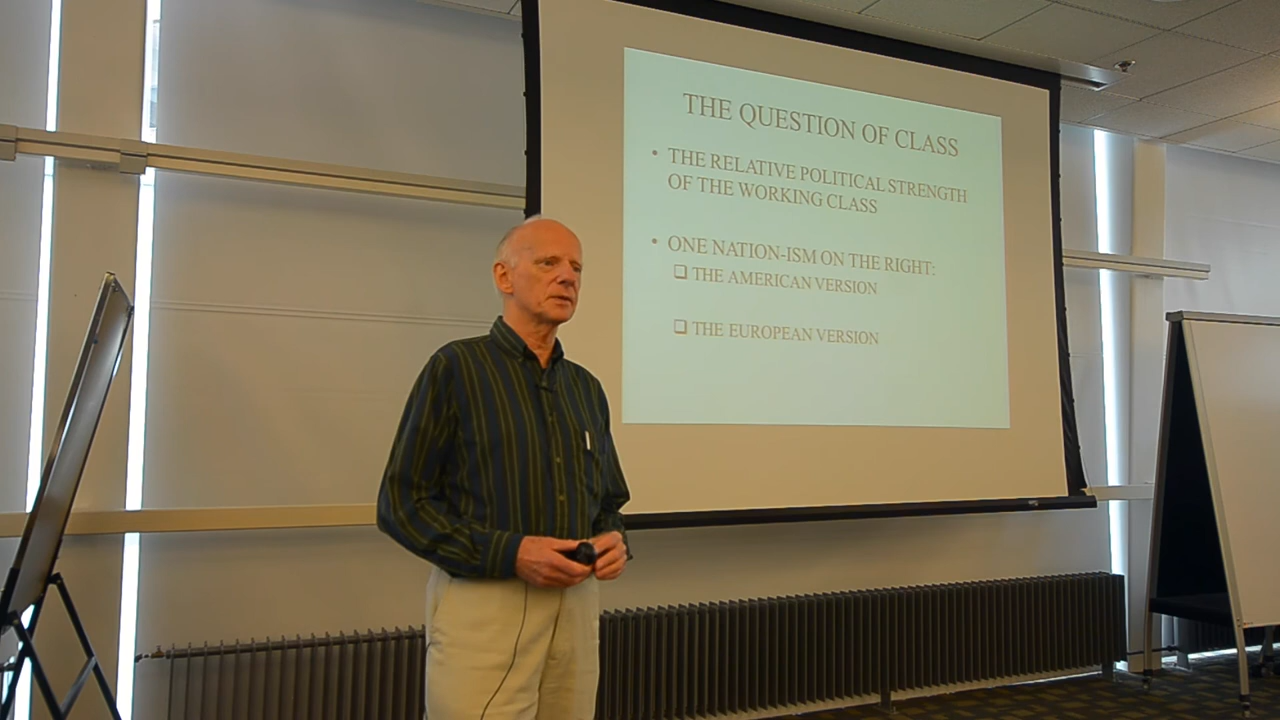 THE QUESTION OF CLASS
• THE RELATIVE POLITICAL STRENGTH
OF THE WORKING CLASS
• ONE NATION-ISM ON THE RIGHT:
❑ THE AMERICAN VERSION
❑ THE EUROPEAN VERSION